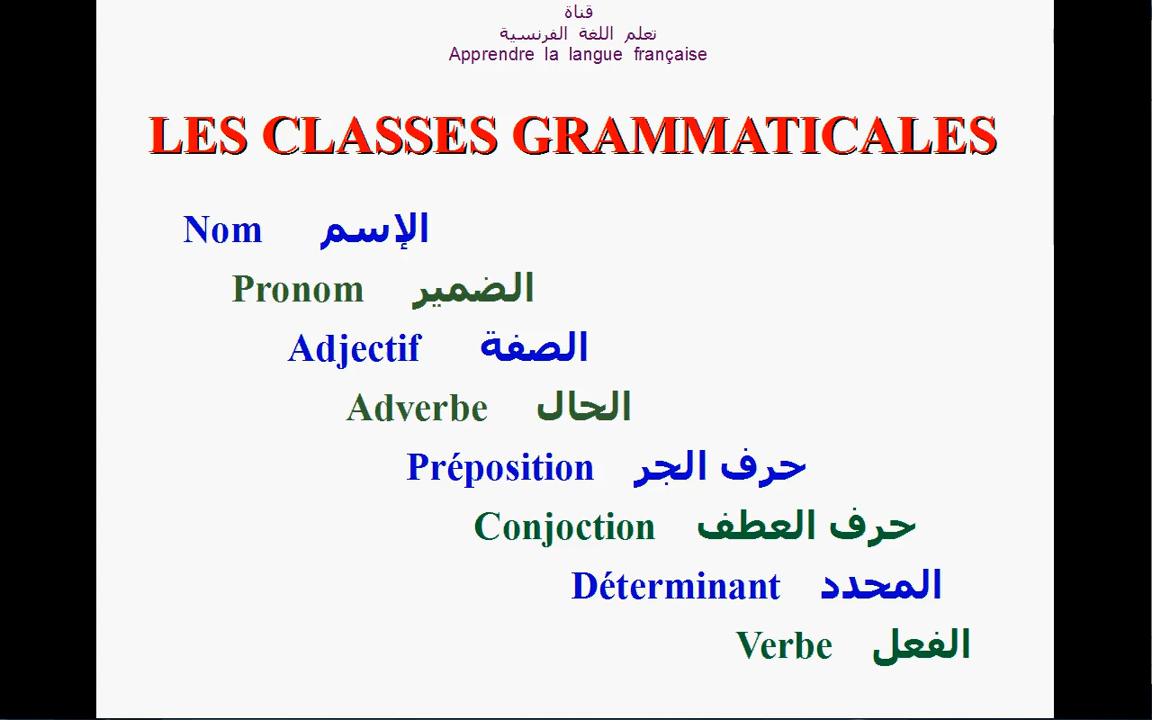 قناة
تعلم اللغة الفرنسية
Apprendre la langue française
LES CLASSES GRAMMATICALES
Nom الإسم
Pronom الضمير
Adjectif الصفة
Adverbe الحال
Préposition حرف الجر
Conjoction حرف العطف
Déterminant المحدد
Verbe الفعل